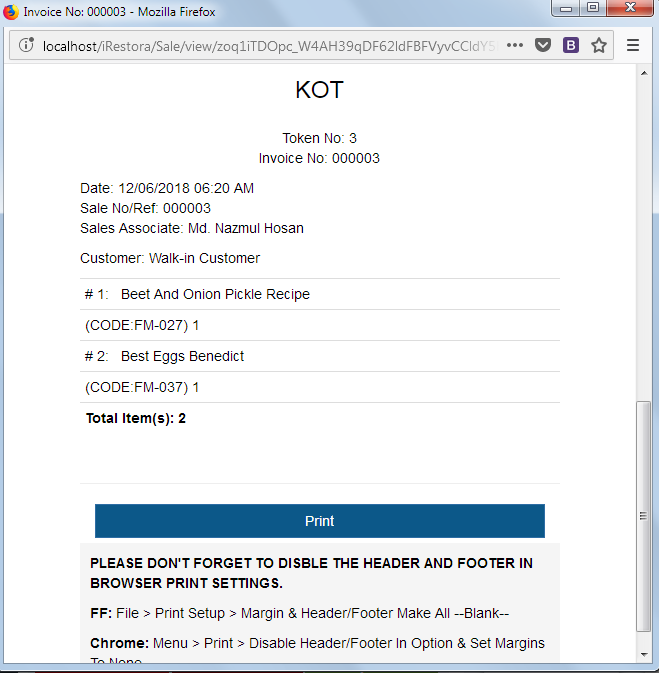 Invoice No: 000003 - Mozilla Firefox
localhost/iRestora/Sale/view/zoq1iTDOpc_W4AH39qDF62ldFBFVyvCCldY5
KOT
Token No: 3
Invoice No: 000003
Date: 12/06/2018 06:20 AM
Sale No/Ref: 000003
Sales Associate: Md. Nazmul Hosan
Customer: Walk-in Customer
# 1: Beet And Onion Pickle Recipe
(CODE:FM-027) 1
# 2: Best Eggs Benedict
(CODE:FM-037) 1
Total Item(s): 2
Print
PLEASE DON'T FORGET TO DISBLE THE HEADER AND FOOTER IN
BROWSER PRINT SETTINGS.
FF: File > Print Setup > Margin & Header/Footer Make All --Blank--
Chrome: Menu > Print > Disable Header/Footer In Option & Set Margins
To None